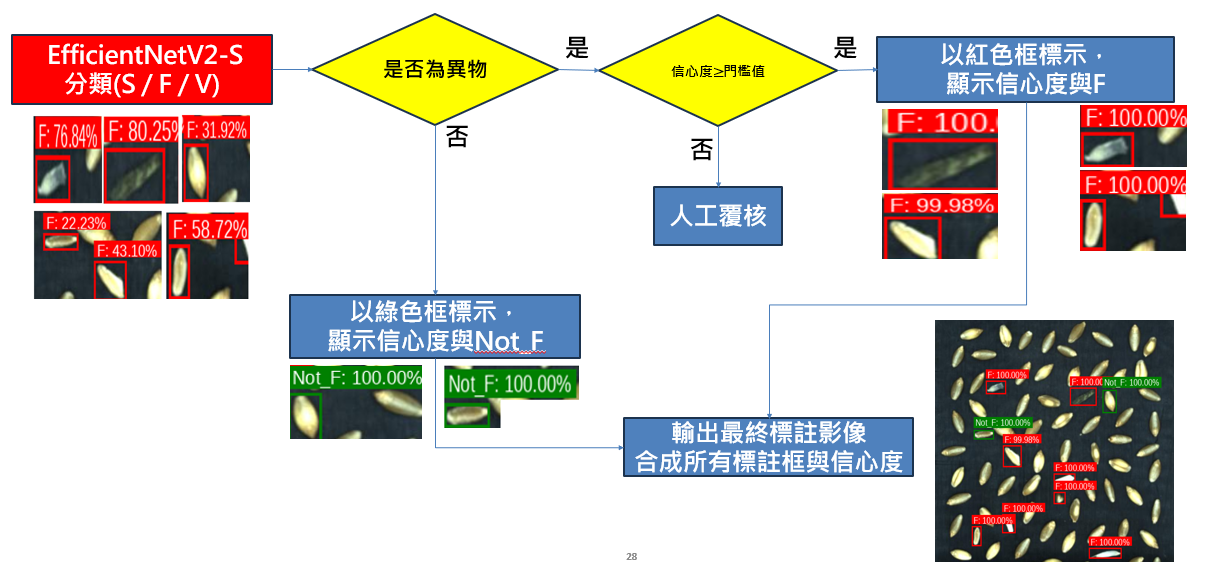 EfficientNetV2-S
分類(S / F / V)
是否為異物
是
信心度≥門檻值
是
以紅色框標示，
顯示信心度與F
否
否
人工覆核
F: 76.84%
F: 80.25%
F: 31.92%
F: 22.23%
F: 43.10%
F: 58.72%
F: 100.
F: 99.98%
F: 100.00%
F: 100.00%
以綠色框標示，
顯示信心度與Not_F
Not_F: 100.00%
Not_F: 100.00%
輸出最終標註影像
合成所有標註框與信心度
F: 100.00%
F: 100.0
Not_F: 100.00%
Not_F: 100.00%
F: 99.98%
F: 100.00%
F: 100.00%
F: 100.00%
F: 100.00%
F: 100.00%
28